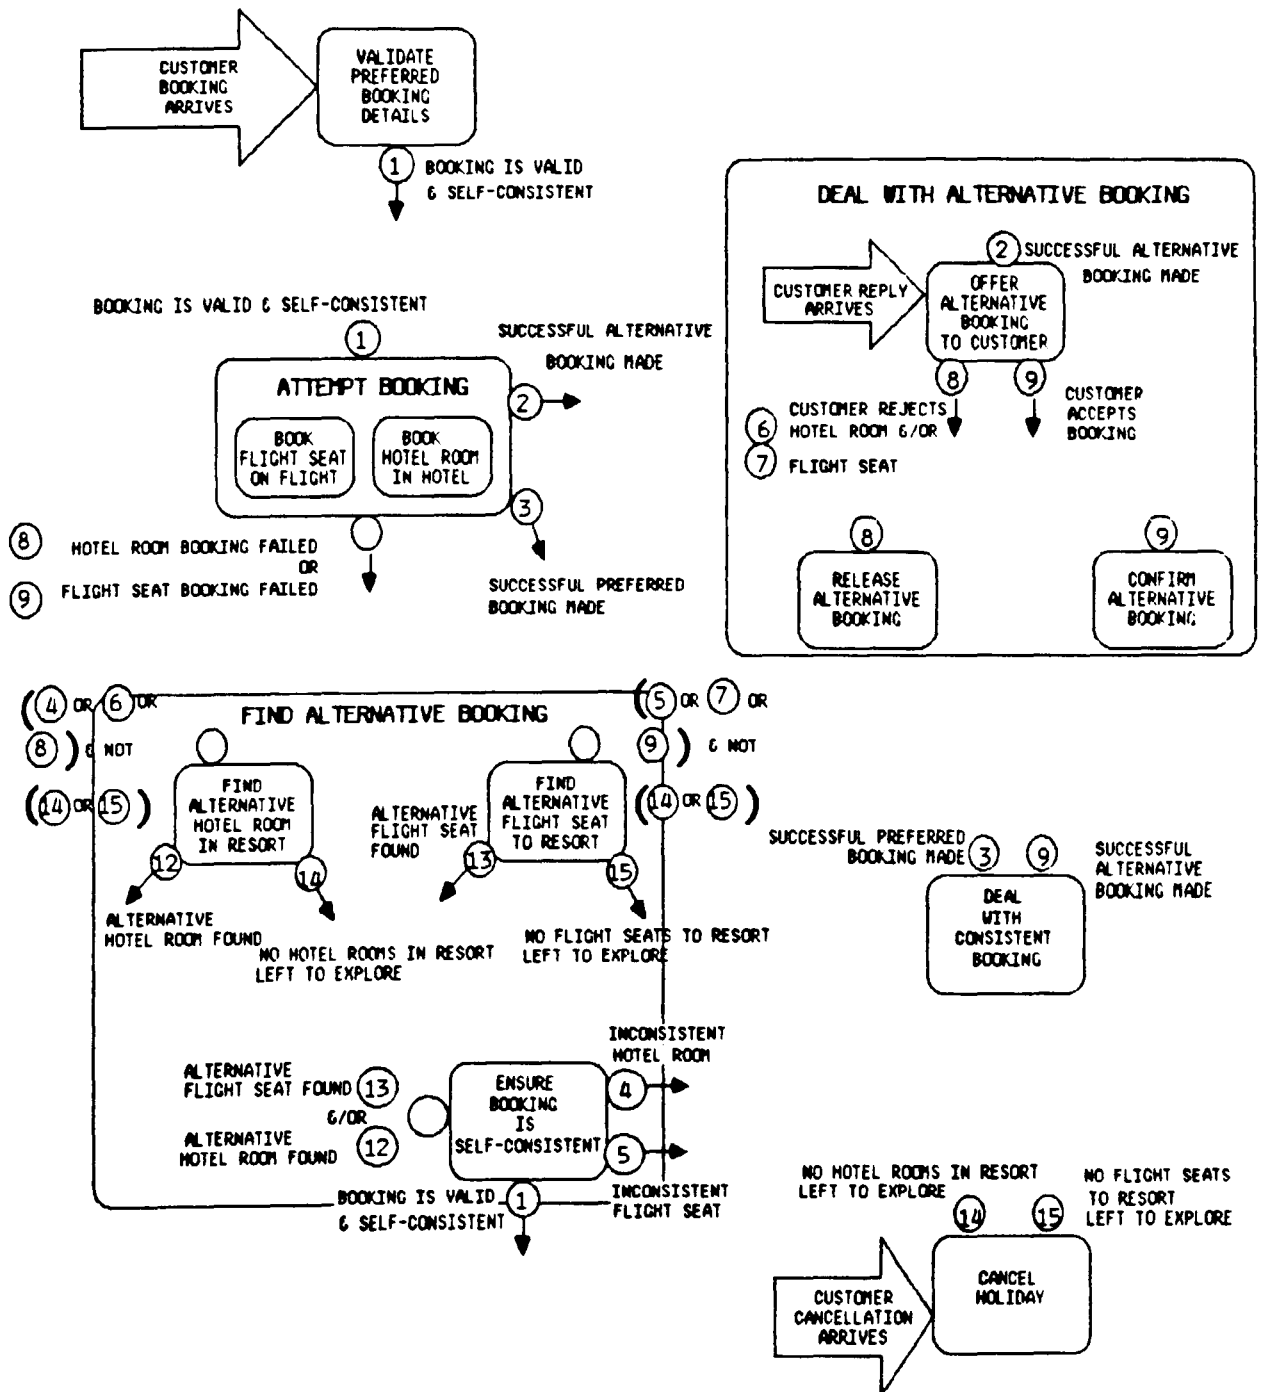 CUSTOMER
BOOKING
ARRIVES
VALIDATE
PREFERRED
BOOKING
DETAILS
1
BOOKING IS VALID
& SELF-CONSISTENT
BOOKING IS VALID & SELF-CONSISTENT
1
ATTEMPT BOOKING
BOOK
FLIGHT SEAT
ON FLIGHT
BOOK
HOTEL ROOM
IN HOTEL
SUCCESSFUL ALTERNATIVE
BOOKING MADE
2
3
SUCCESSFUL PREFERRED
BOOKING MADE
8 HOTEL ROOM BOOKING FAILED
OR
9 FLIGHT SEAT BOOKING FAILED
DEAL WITH ALTERNATIVE BOOKING
2 SUCCESSFUL ALTERNATIVE
BOOKING MADE
CUSTOMER REPLY
ARRIVES
OFFER
ALTERNATIVE
BOOKING
TO CUSTOMER
8
9
6 CUSTOMER REJECTS
HOTEL ROOM &/OR
7 FLIGHT SEAT
CUSTOMER
ACCEPTS
BOOKING
8
RELEASE
ALTERNATIVE
BOOKING
9
CONFIRM
ALTERNATIVE
BOOKING
(4 OR 6 OR
8) & NOT
(14 OR 15)
FIND ALTERNATIVE BOOKING
(5 OR 7 OR
9) & NOT
(14 OR 15)
FIND
ALTERNATIVE
HOTEL ROOM
IN RESORT
12
14
ALTERNATIVE
HOTEL ROOM FOUND
NO HOTEL ROOMS IN RESORT
LEFT TO EXPLORE
ALTERNATIVE
FLIGHT SEAT
FOUND
FIND
ALTERNATIVE
FLIGHT SEAT
TO RESORT
13
15
NO FLIGHT SEATS TO RESORT
LEFT TO EXPLORE
ALTERNATIVE
FLIGHT SEAT FOUND 13
&/OR
ALTERNATIVE
HOTEL ROOM FOUND 12
ENSURE
BOOKING
IS
SELF-CONSISTENT
INCONSISTENT
HOTEL ROOM
4
5
INCONSISTENT
FLIGHT SEAT
BOOKING IS VALID
& SELF-CONSISTENT
1
SUCCESSFUL PREFERRED
BOOKING MADE 3
9 SUCCESSFUL
ALTERNATIVE
BOOKING MADE
DEAL
WITH
CONSISTENT
BOOKING
NO HOTEL ROOMS IN RESORT
LEFT TO EXPLORE
14
15
NO FLIGHT SEATS
TO RESORT
LEFT TO EXPLORE
CUSTOMER
CANCELLATION
ARRIVES
CANCEL
HOLIDAY